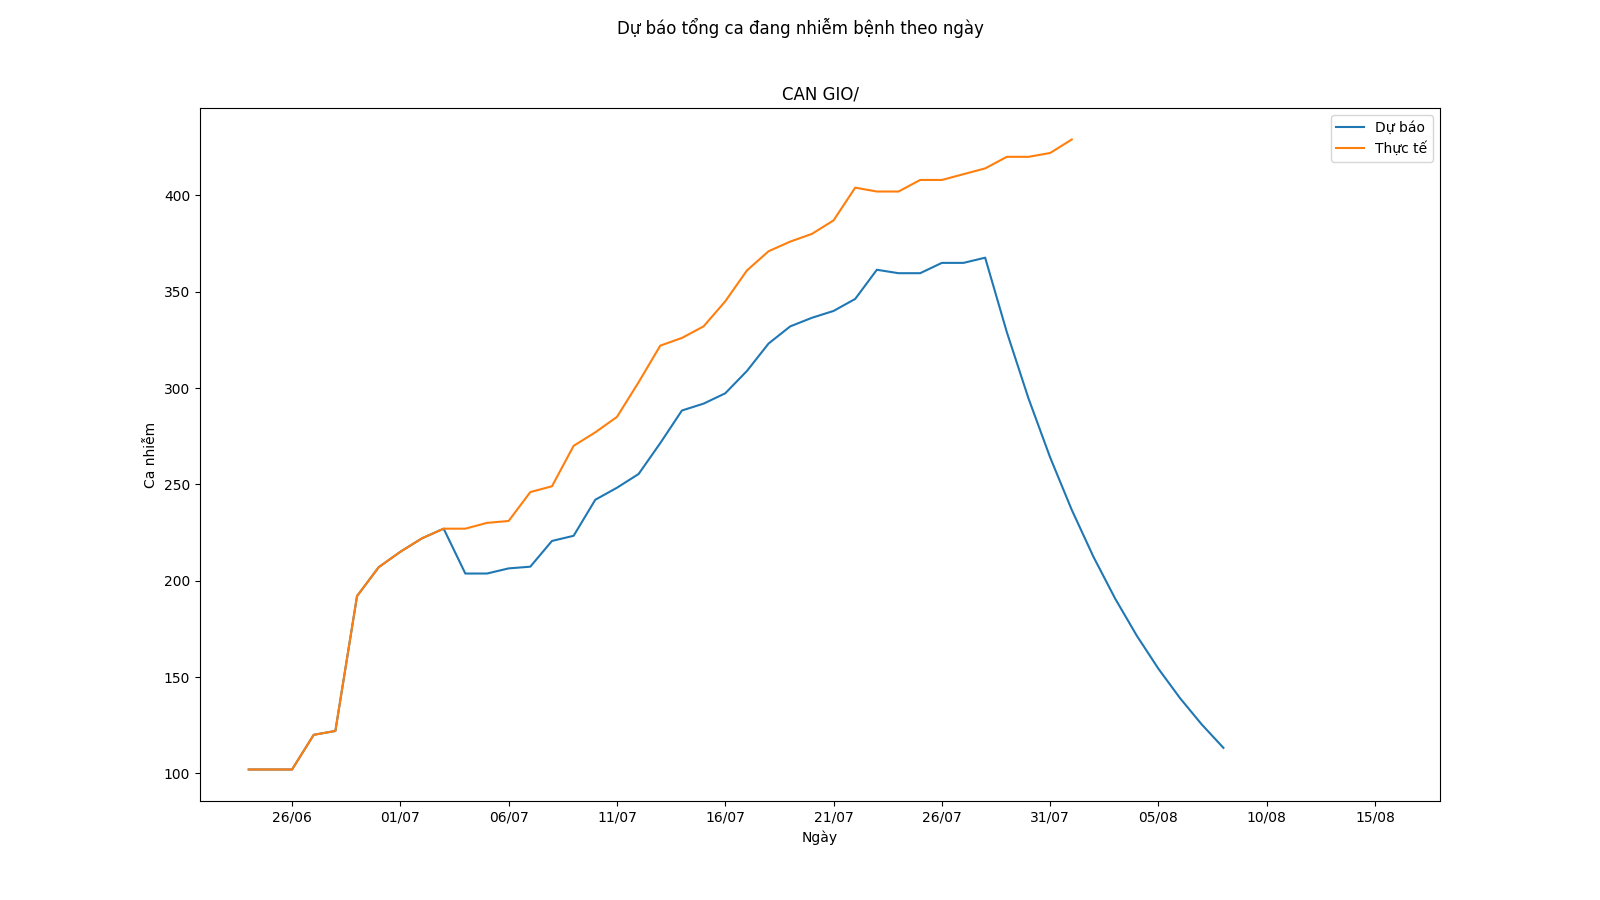 Dự báo tổng ca đang nhiễm bệnh theo ngày
CAN GIO/
Dự báo
Thực tế
400
350
300
250
200
150
100
Ca nhiễm
26/06 01/07 06/07 11/07 16/07 21/07 26/07 31/07 05/08 10/08 15/08
Ngày